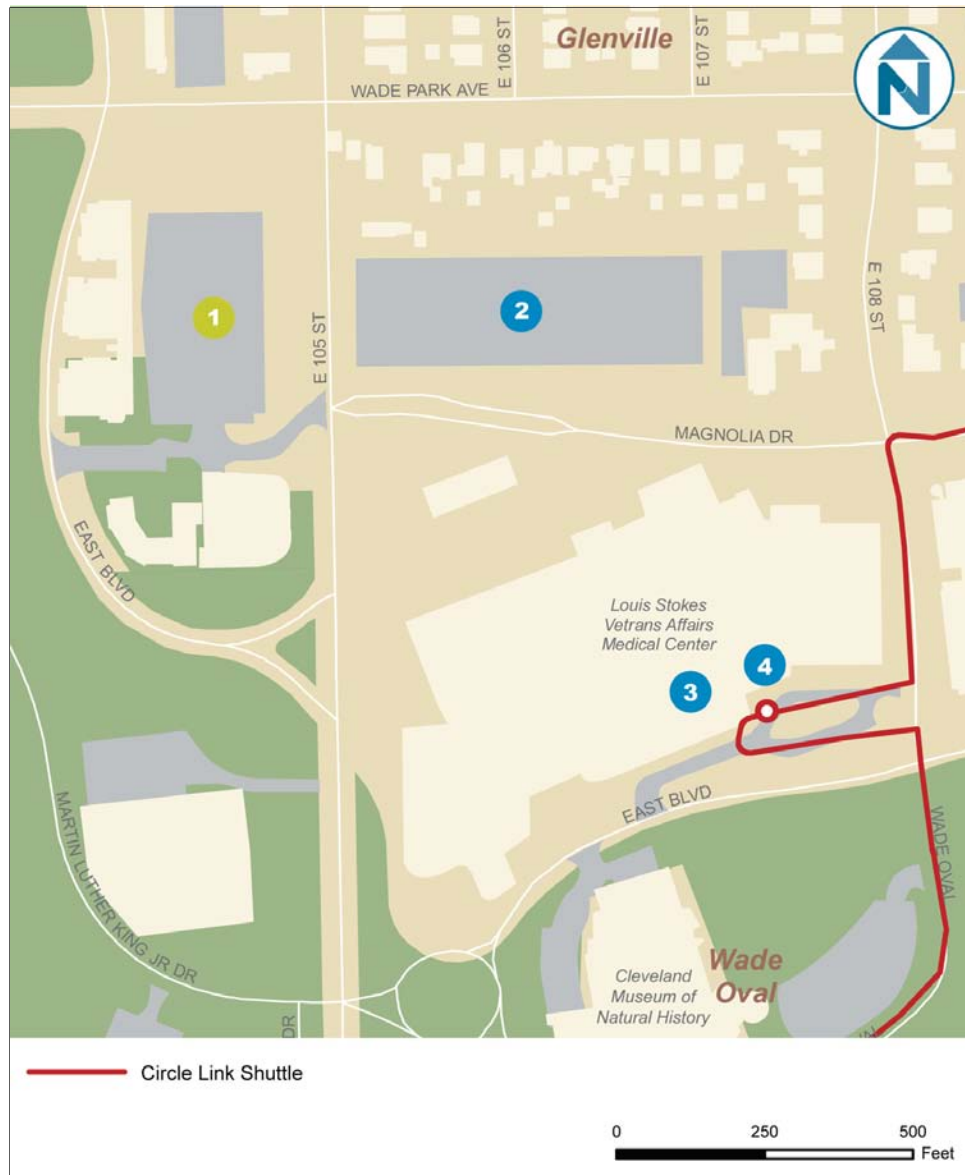 E 106 ST
Glenville
E 107 ST
N
WADE PARK AVE
E 108 ST
1
2
E 105 ST
MAGNOLIA DR
EAST BLVD
Louis Stokes
Vetrans Affairs
Medical Center
4
3
EAST BLVD
MARTIN LUTHER KING JR DR
WADE OVAL
Wade
Oval
Cleveland
Museum of
Natural History
DR
Circle Link Shuttle
0 250 500
Feet